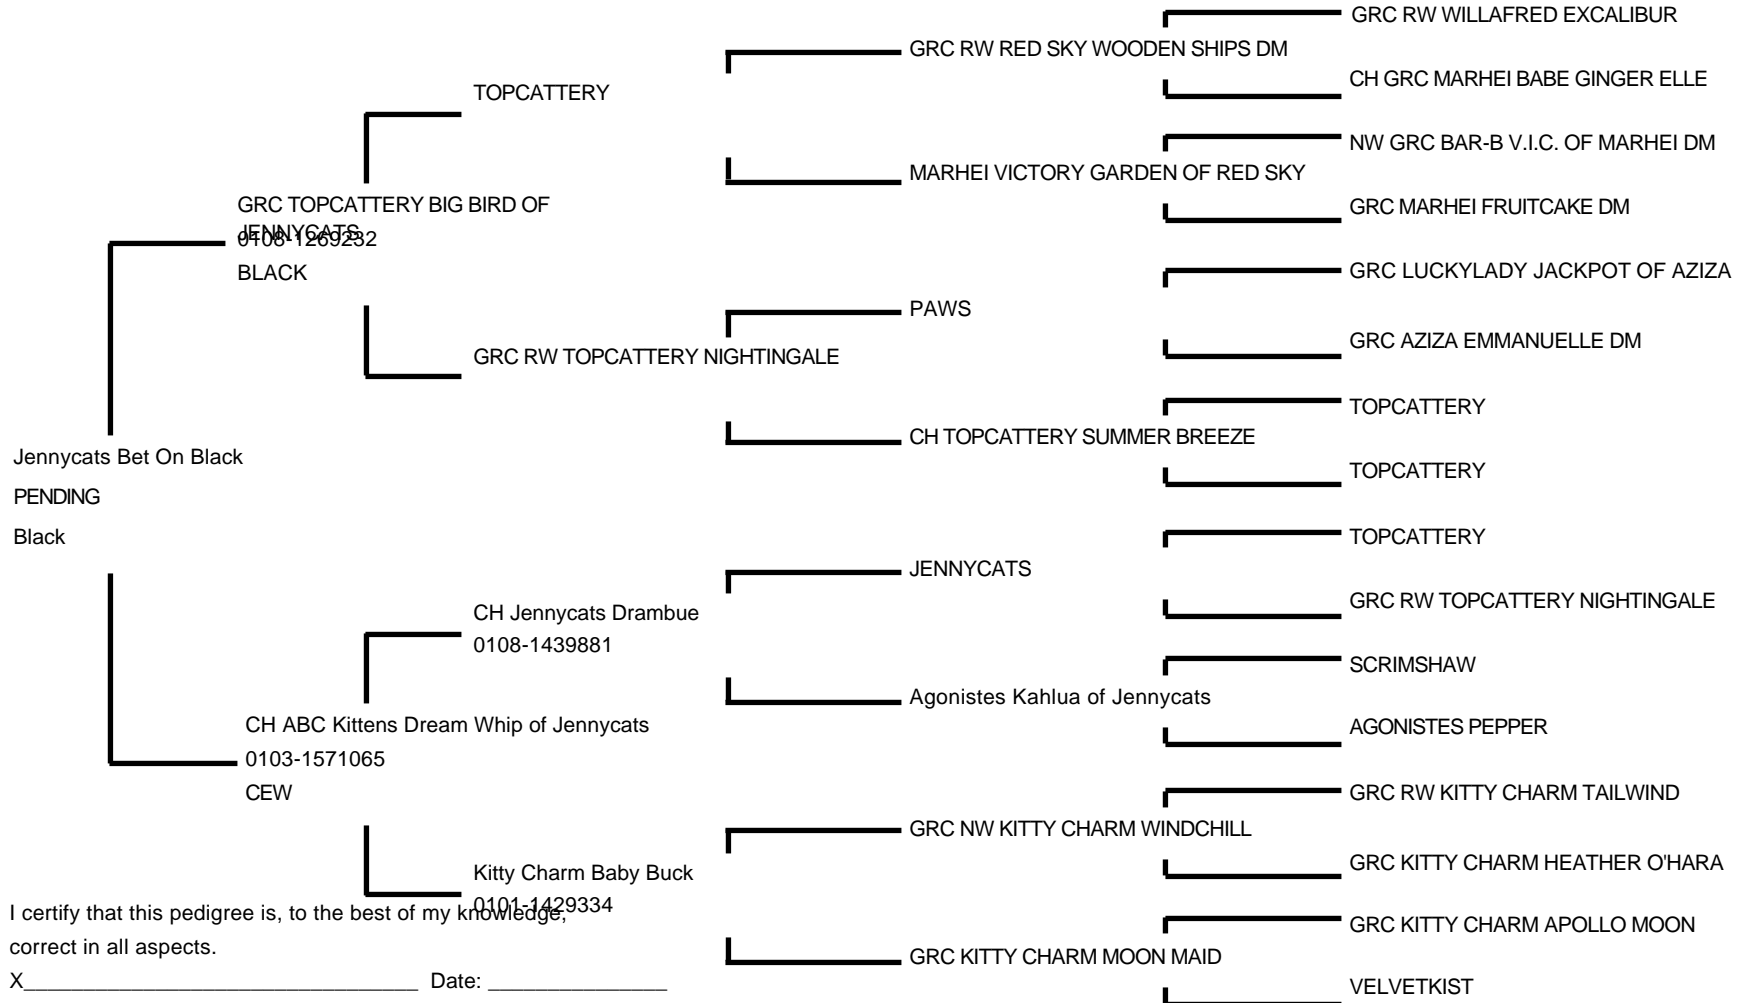 GRC RW WILLAFRED EXCALIBUR
GRC RW RED SKY WOODEN SHIPS DM
CH GRC MARHEI BABE GINGER ELLE
TOPCATTERY
NW GRC BAR-B V.I.C. OF MARHEI DM
MARHEI VICTORY GARDEN OF RED SKY
GRC MARHEI FRUITCAKE DM
GRC TOPCATTERY BIG BIRD OF
JENNYCATS
0108-1269232
BLACK
GRC LUCKYLADY JACKPOT OF AZIZA
PAWS
GRC AZIZA EMMANUELLE DM
GRC RW TOPCATTERY NIGHTINGALE
TOPCATTERY
CH TOPCATTERY SUMMER BREEZE
TOPCATTERY
Jennycats Bet On Black
PENDING
Black
TOPCATTERY
JENNYCATS
GRC RW TOPCATTERY NIGHTINGALE
CH Jennycats Drambue
0108-1439881
SCRIMSHAW
Agonistes Kahlua of Jennycats
AGONISTES PEPPER
CH ABC Kittens Dream Whip of Jennycats
0103-1571065
CEW
GRC RW KITTY CHARM TAILWIND
GRC NW KITTY CHARM WINDCHILL
GRC KITTY CHARM HEATHER O'HARA
Kitty Charm Baby Buck
0101-1429334
GRC KITTY CHARM APOLLO MOON
GRC KITTY CHARM MOON MAID
VELVETKIST
I certify that this pedigree is, to the best of my knowledge,
correct in all aspects.
X_________________________________ Date: _______________